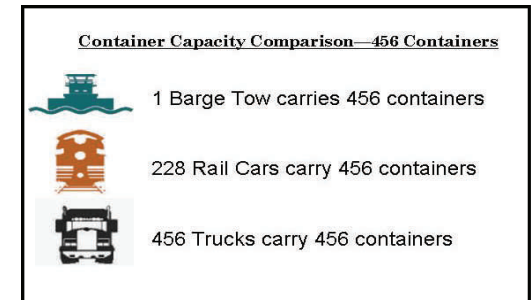 Container Capacity Comparison—456 Containers
1 Barge Tow carries 456 containers
228 Rail Cars carry 456 containers
456 Trucks carry 456 containers